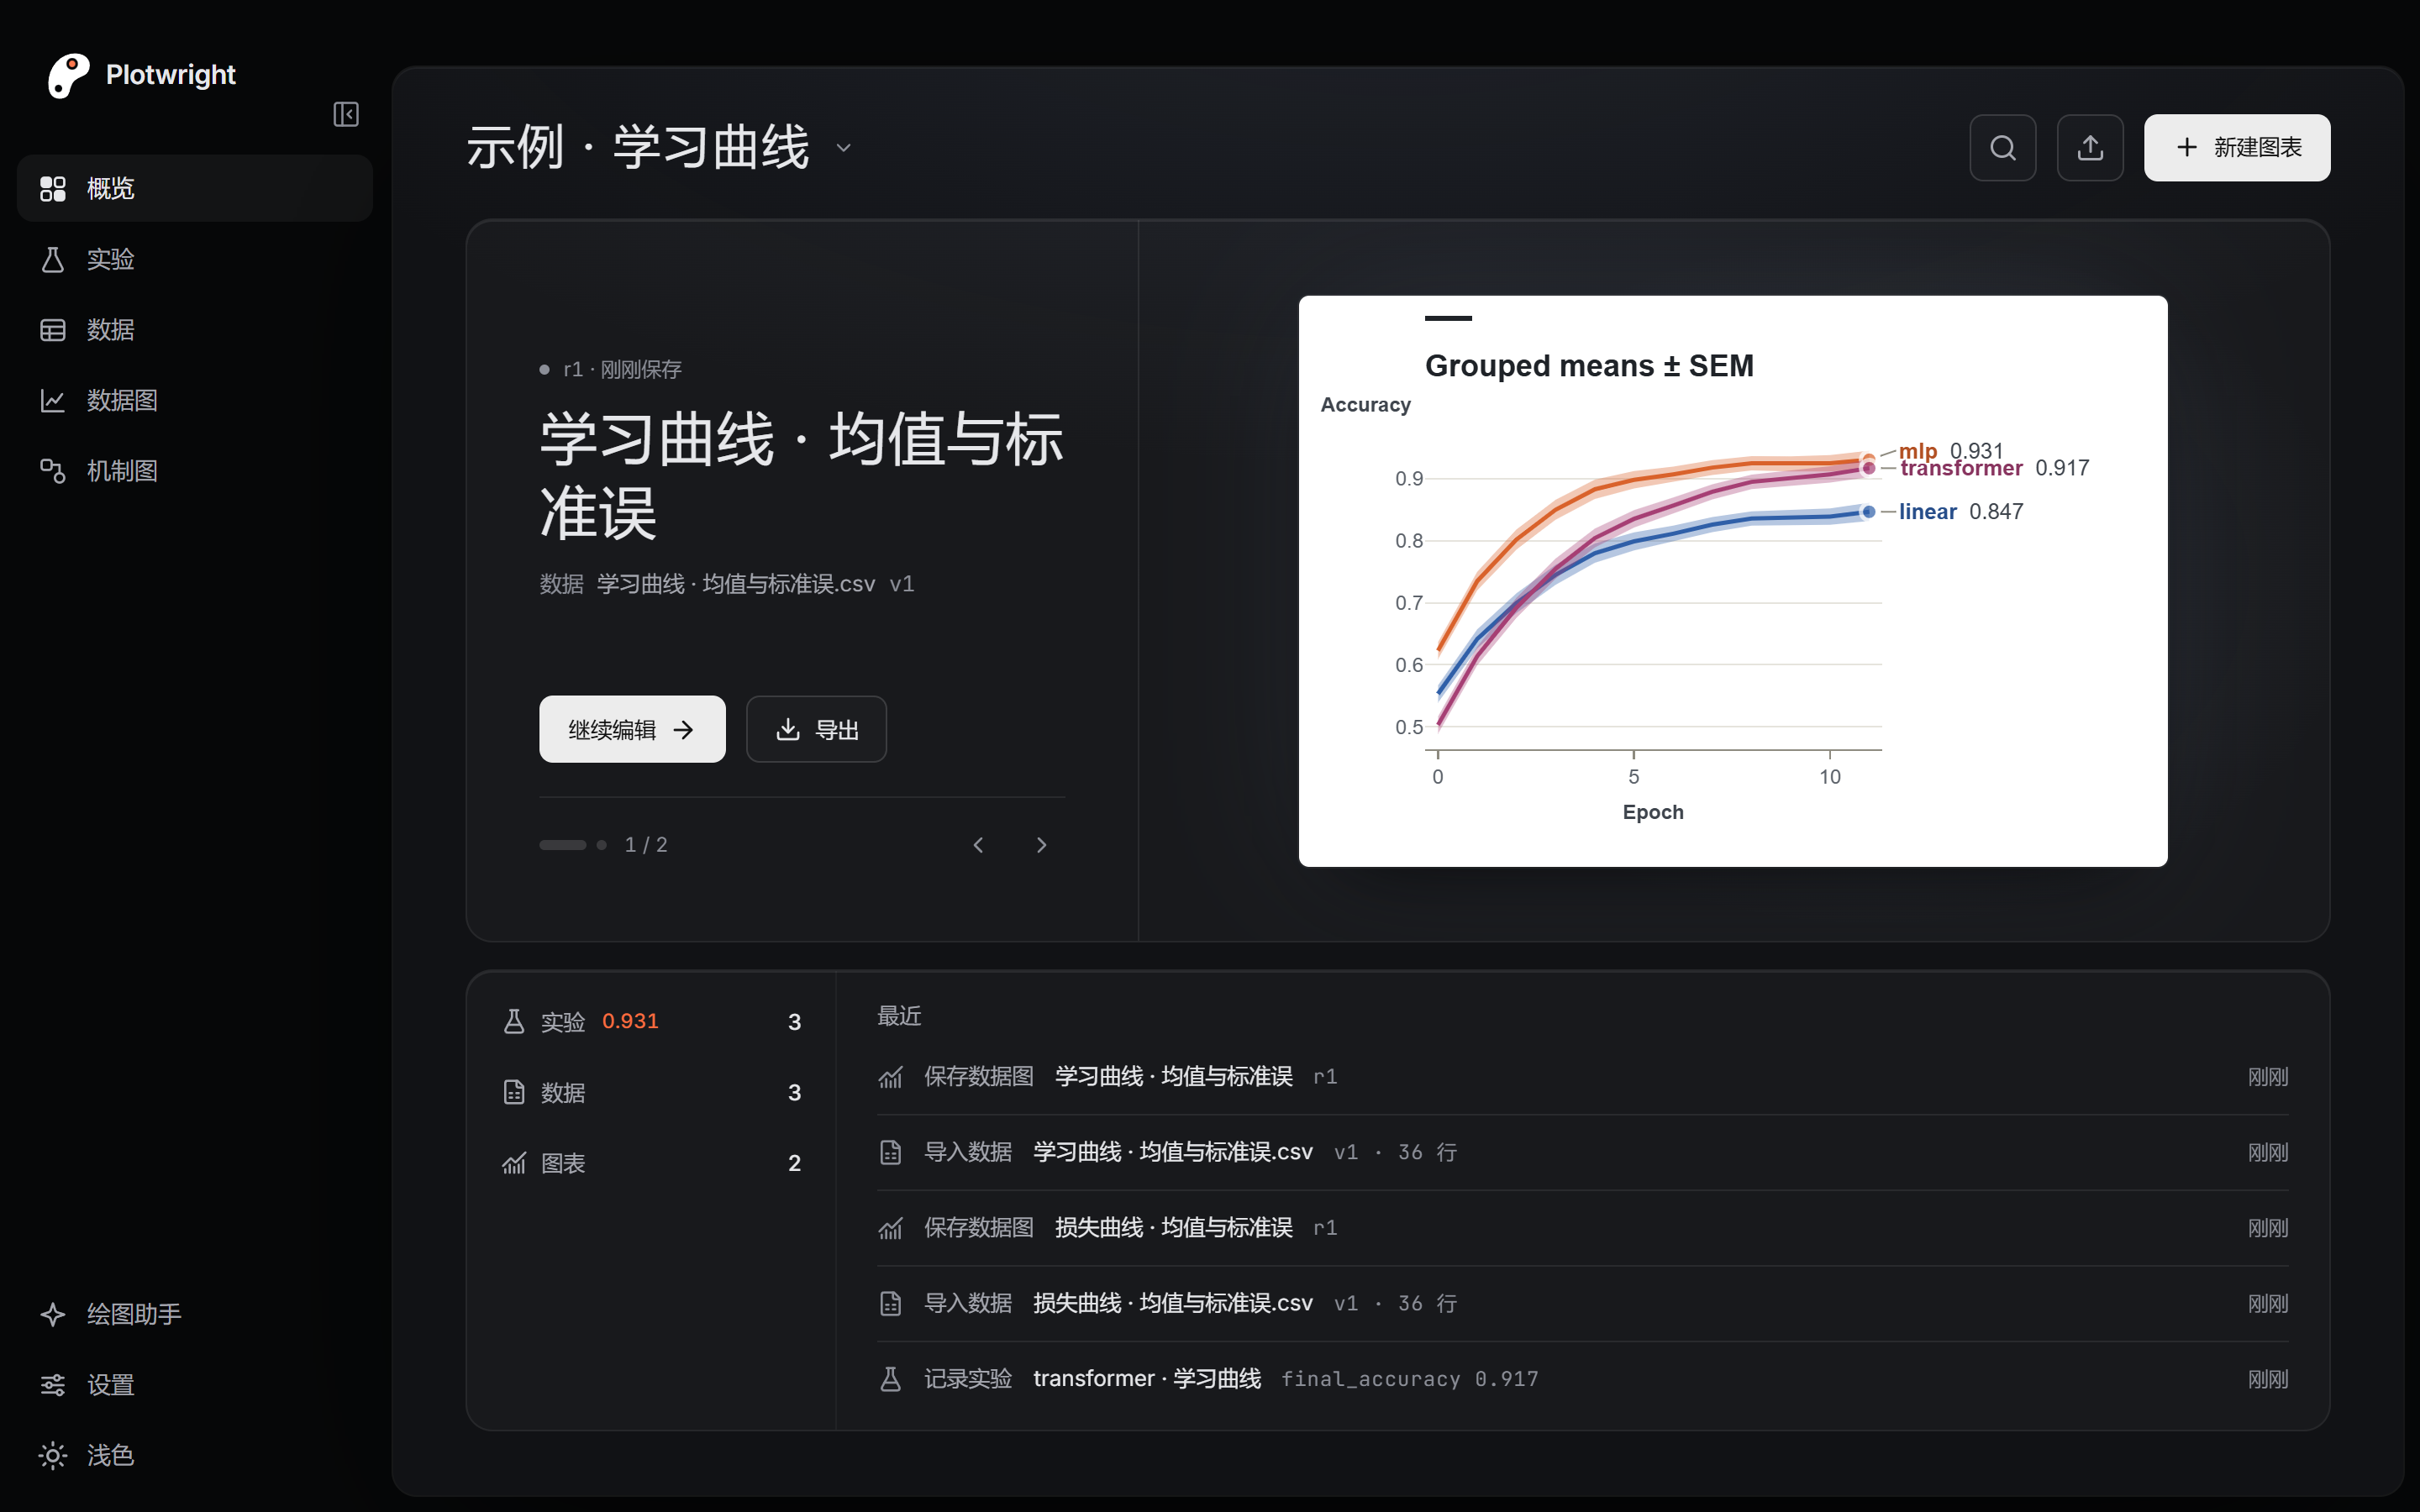 Plotwright
概览
实验
数据
数据图
机制图
绘图助手
设置
浅色
示例 · 学习曲线
新建图表
r1 · 刚刚保存
学习曲线 · 均值与标
准误
数据 学习曲线 · 均值与标准误.csv v1
继续编辑
导出
1 / 2
Grouped means ± SEM
Accuracy
mlp 0.931
transformer 0.917
linear 0.847
0.9
0.8
0.7
0.6
0.5
0 5 10
Epoch
实验 0.931 3
数据 3
图表 2
最近
保存数据图 学习曲线 · 均值与标准误 r1 刚刚
导入数据 学习曲线 · 均值与标准误.csv v1 · 36 行 刚刚
保存数据图 损失曲线 · 均值与标准误 r1 刚刚
导入数据 损失曲线 · 均值与标准误.csv v1 · 36 行 刚刚
记录实验 transformer · 学习曲线 final_accuracy 0.917 刚刚